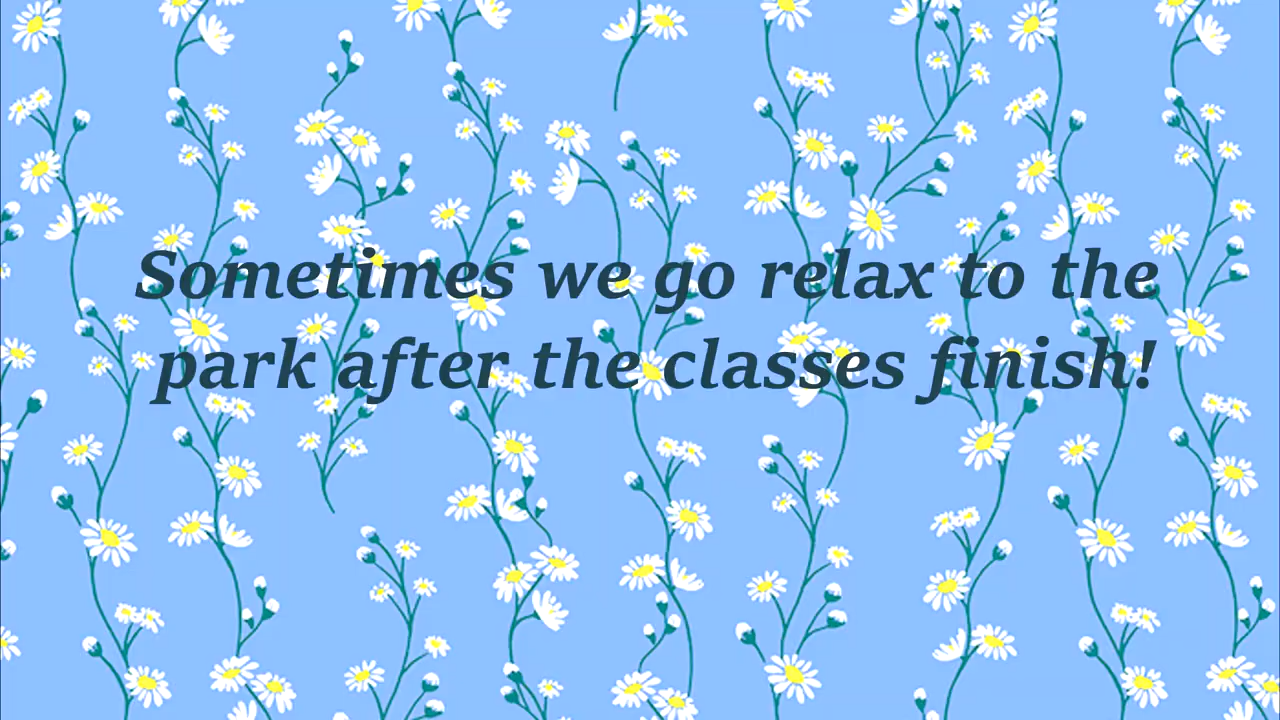 Sometimes we go relax to the
park after the classes finish!